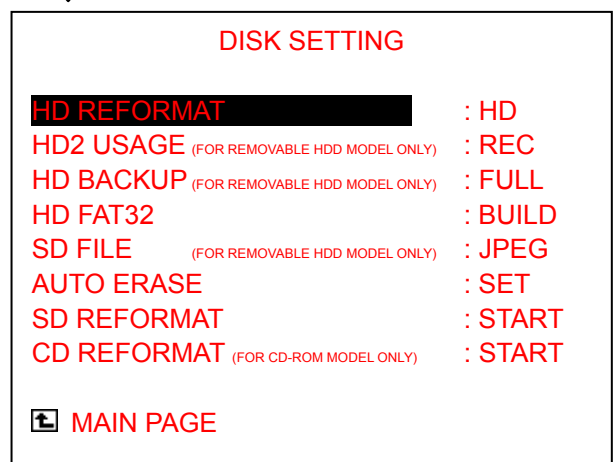 DISK SETTING
HD REFORMAT : HD
HD2 USAGE (FOR REMOVABLE HDD MODEL ONLY) : REC
HD BACKUP (FOR REMOVABLE HDD MODEL ONLY) : FULL
HD FAT32 : BUILD
SD FILE (FOR REMOVABLE HDD MODEL ONLY) : JPEG
AUTO ERASE : SET
SD REFORMAT : START
CD REFORMAT (FOR CD-ROM MODEL ONLY) : START
MAIN PAGE